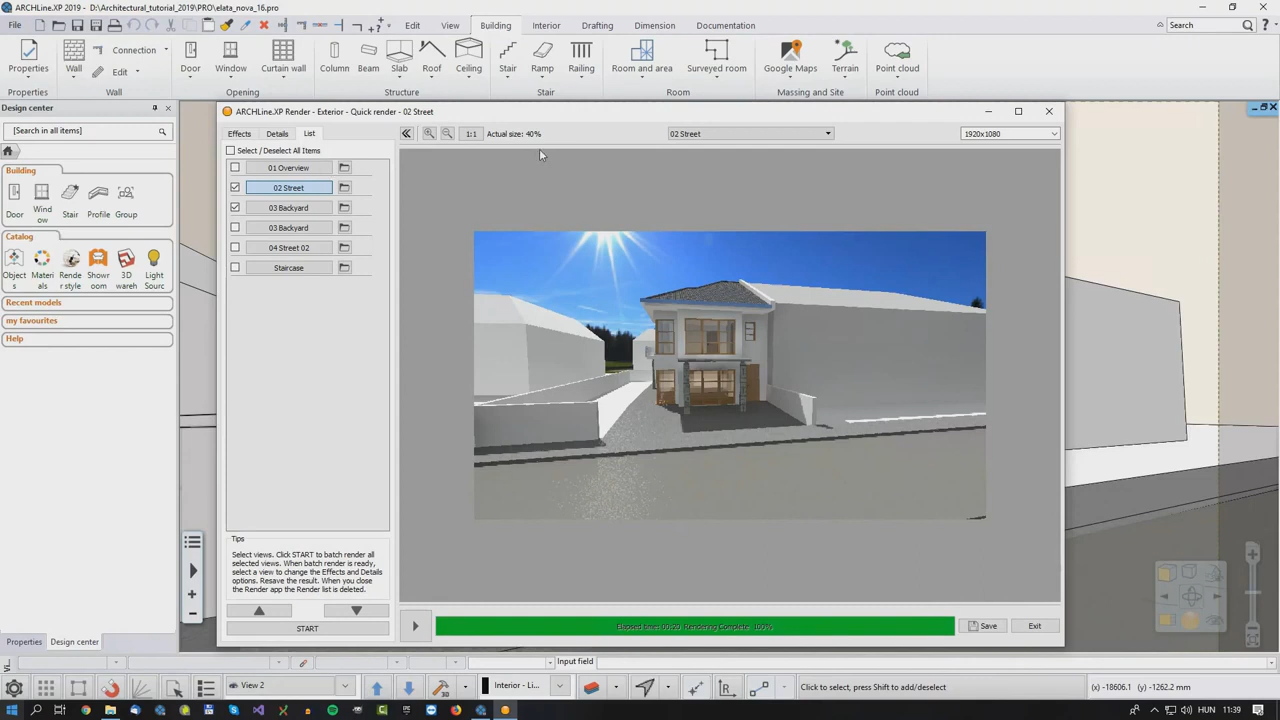 ARCHLine.XP 2019 - D:\Architectural_tutorial_2019\PRO\elata_nova_16.pro
File Edit View Building Interior Drafting Dimension Documentation Search
Properties Wall Connection Edit Door Window Curtain wall Column Beam Slab Roof Ceiling Stair Ramp Railing Room and area Surveyed room Google Maps Terrain Point cloud
Properties Wall Opening Structure Stair Room Massing and Site Point cloud
Design center
[Search in all items]
Building
Door Wind ow Stair Profile Group
Catalog
Object s Materi als Rende r style Showr oom 3D wareh Light Sourc
Recent models
my favourites
Help
Properties Design center
ARCHLine.XP Render - Exterior - Quick render - 02 Street
Effects Details List
1:1 Actual size: 40% 02 Street 1920x1080
Select / Deselect All Items
01 Overview
02 Street
03 Backyard
03 Backyard
04 Street 02
Staircase
Tips
Select views. Click START to batch render all
selected views. When batch render is ready,
select a view to change the Effects and Details
options. Resave the result. When you close
the Render app the Render list is deleted.
START
Elapsed time: 00:20 Rendering Complete 100%
Save Exit
Input field
View 2 Interior - Li... Click to select, press Shift to add/deselect x) -18606.1 y) -1262.2 mm
HUN 11:39